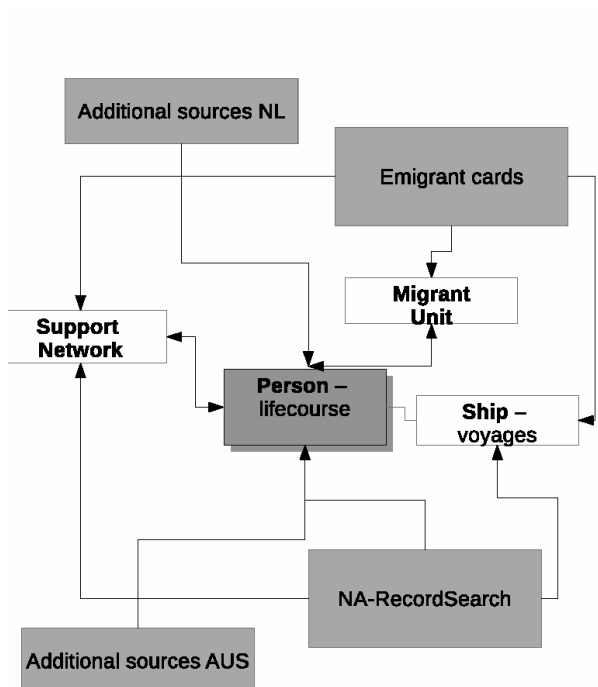 Additional sources NL
Emigrant cards
Migrant
Unit
Support
Network
Person –
lifecourse
Ship –
voyages
NA-RecordSearch
Additional sources AUS